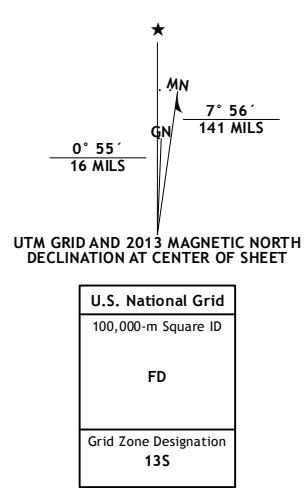 ★
MN
GN
7° 56´
141 MILS
0° 55´
16 MILS
UTM GRID AND 2013 MAGNETIC NORTH
DECLINATION AT CENTER OF SHEET
U.S. National Grid
100,000-m Square ID
FD
Grid Zone Designation
13S